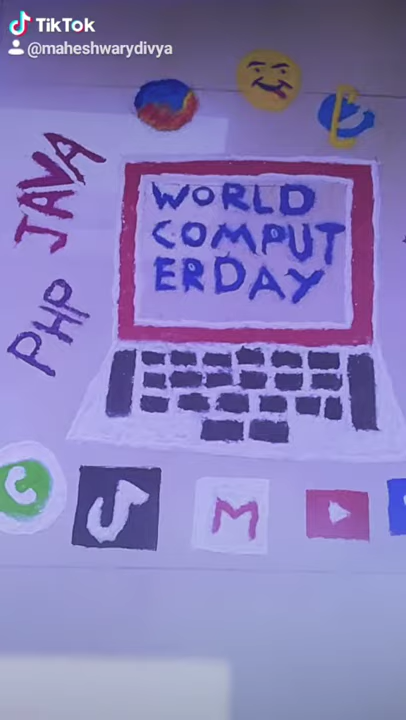 TikTok
@maheshwarydivya
JAVA
PHP
WORLD
COMPUT
ERDAY